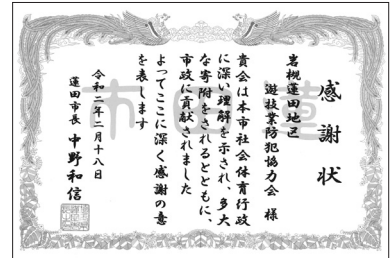 感謝状
岩槻蓮田地区
遊技業防犯協力会 様
貴会は本市社会体育行政
に深い理解を示され、多大
な寄附をされるとともに、
市政に貢献されました
よってここに深く感謝の意
を表します
令和二年二月十八日
蓮田市長 中野和信
蓮田市